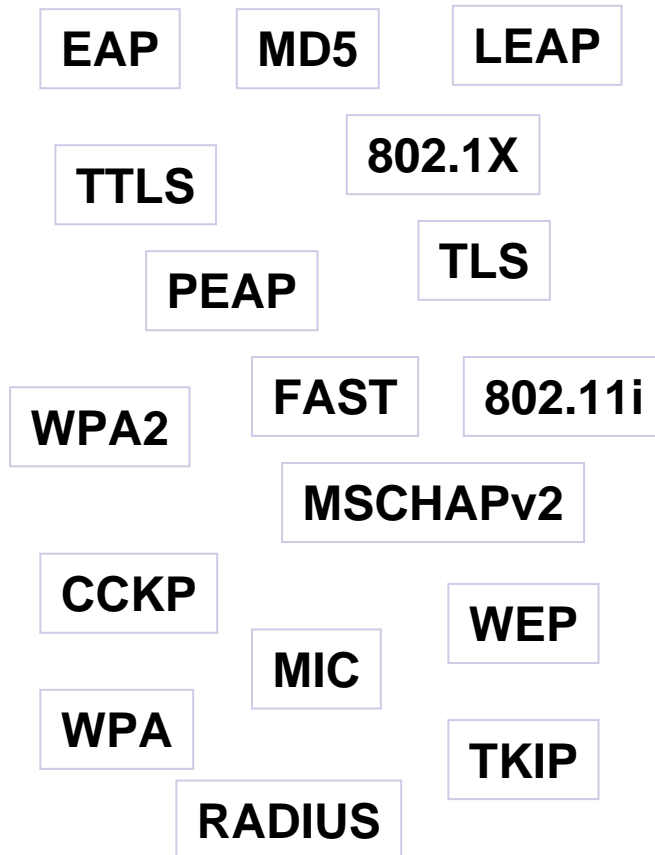 EAP
MD5
LEAP
802.1X
TTLS
TLS
PEAP
FAST
802.11i
WPA2
MSCHAPv2
CCKP
WEP
MIC
WPA
TKIP
RADIUS